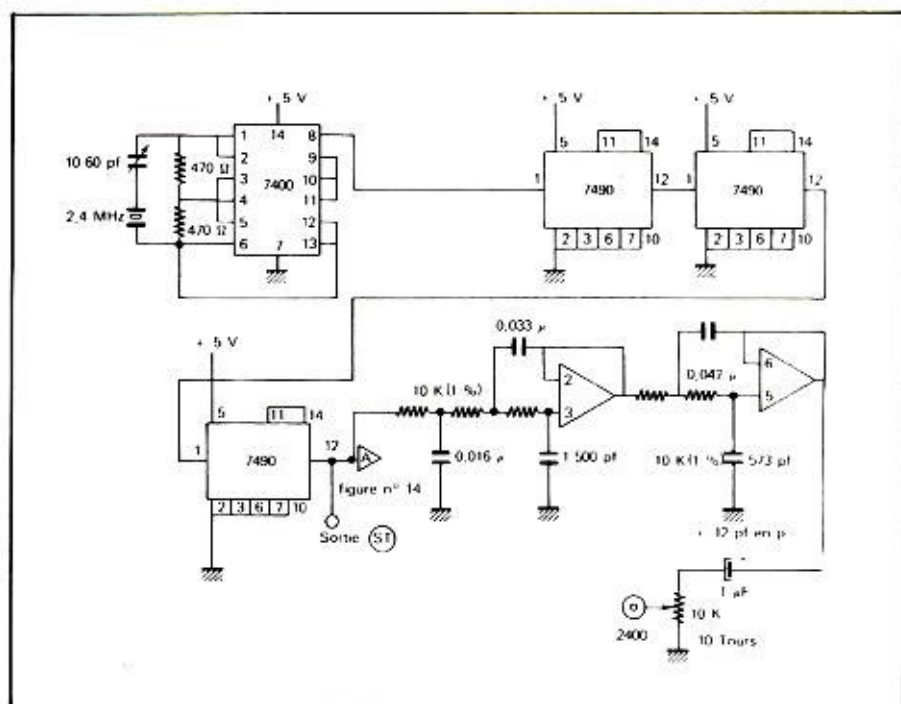 + 5 V
14
1
8
10 60 pf
2
9
470 Ω
3
7400
10
4
11
2,4 MHz
5
12
470 Ω
6
7
13
+ 5 V
5
11
14
1
7490
12
2 3 6 7 10
+ 5 V
5
11
14
1
7490
12
2 3 6 7 10
+ 5 V
5
11
14
1
7490
12
2 3 6 7 10
A
figure n° 14
Sortie ST
10 K (1 %)
0,016 μ
0,033 μ
2
3
1 500 pf
0,047 μ
6
5
10 K (1 %)
573 pf
+ 12 pf en p
1 μF
10 K
2400
10 Tours